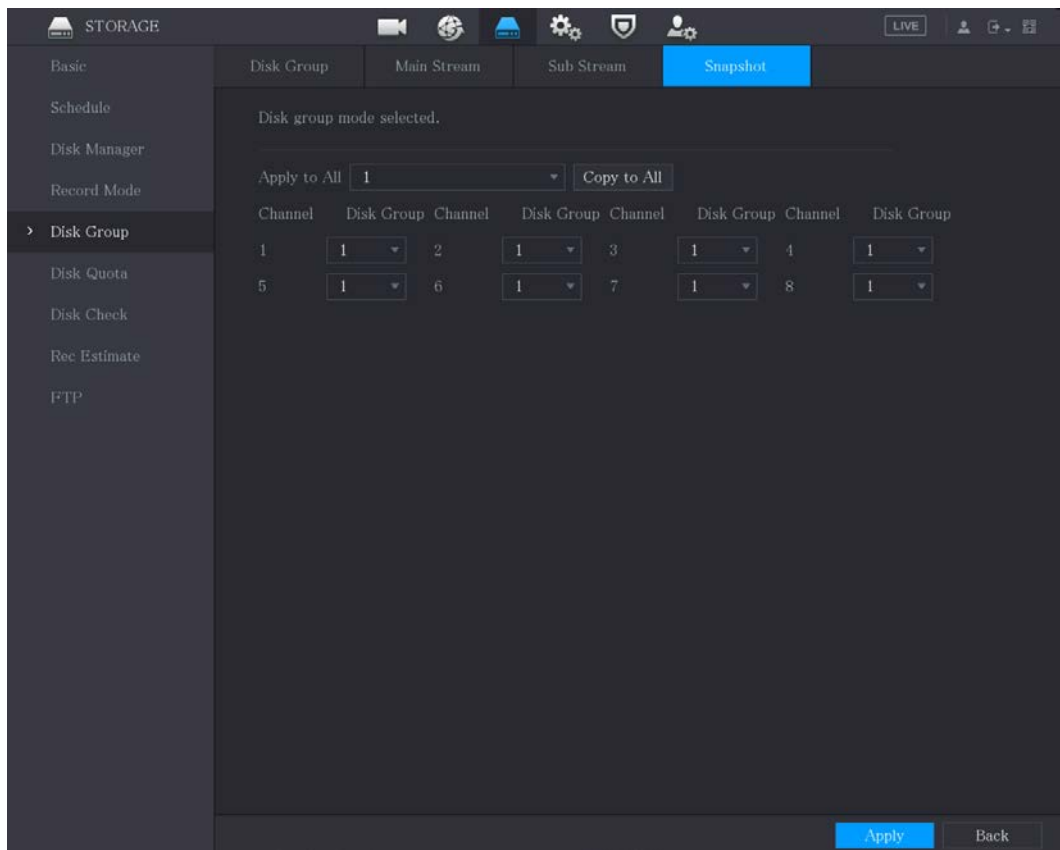 STORAGE LIVE
Basic
Schedule
Disk Manager
Record Mode
> Disk Group
Disk Quota
Disk Check
Rec Estimate
FTP
Disk Group Main Stream Sub Stream Snapshot
Disk group mode selected.
Apply to All 1 Copy to All
Channel Disk Group Channel Disk Group Channel Disk Group Channel Disk Group
1 1 2 1 3 1 4 1
5 1 6 1 7 1 8 1
Apply Back